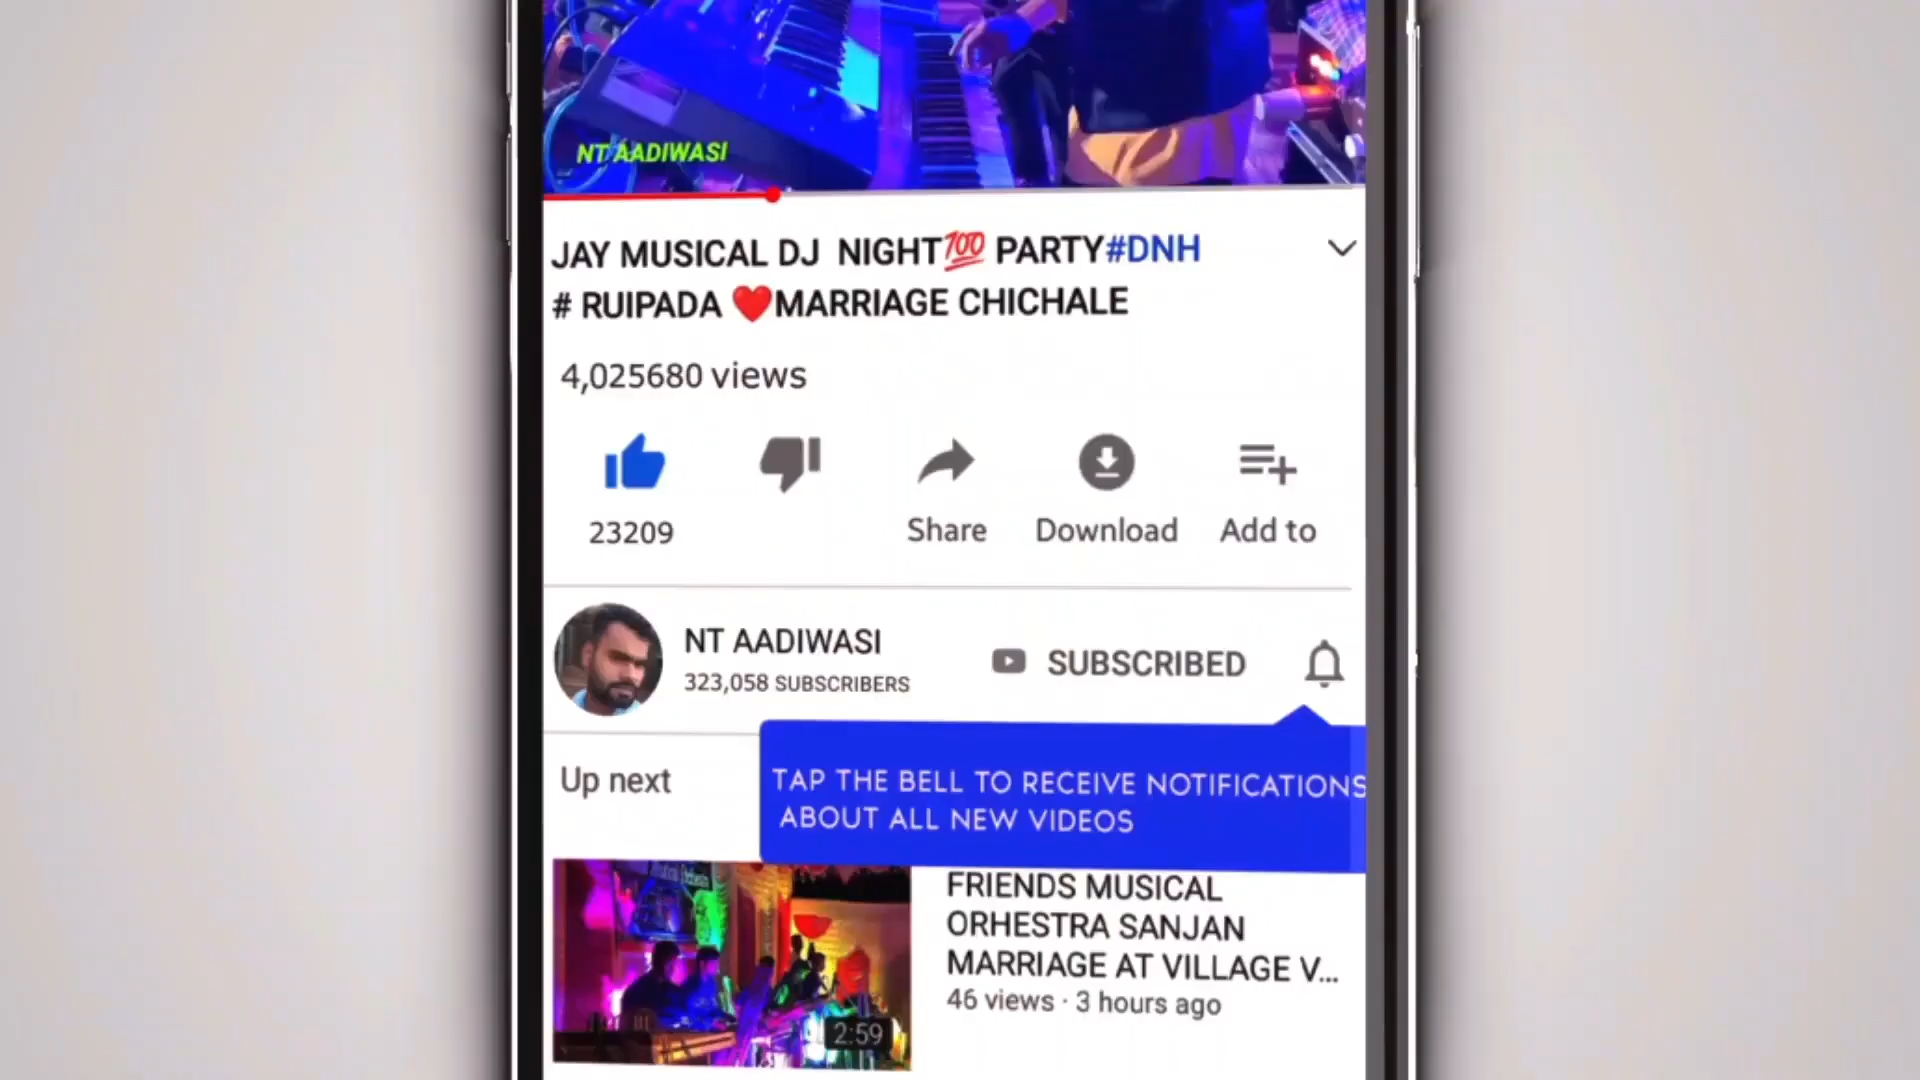 NT AADIWASI
JAY MUSICAL DJ NIGHT💯 PARTY#DNH
# RUIPADA ❤️MARRIAGE CHICHALE
4,025680 views
23209
Share
Download
Add to
NT AADIWASI
323,058 SUBSCRIBERS
SUBSCRIBED
TAP THE BELL TO RECEIVE NOTIFICATIONS
ABOUT ALL NEW VIDEOS
Up next
FRIENDS MUSICAL
ORHESTRA SANJAN
MARRIAGE AT VILLAGE V...
46 views · 3 hours ago
2:59